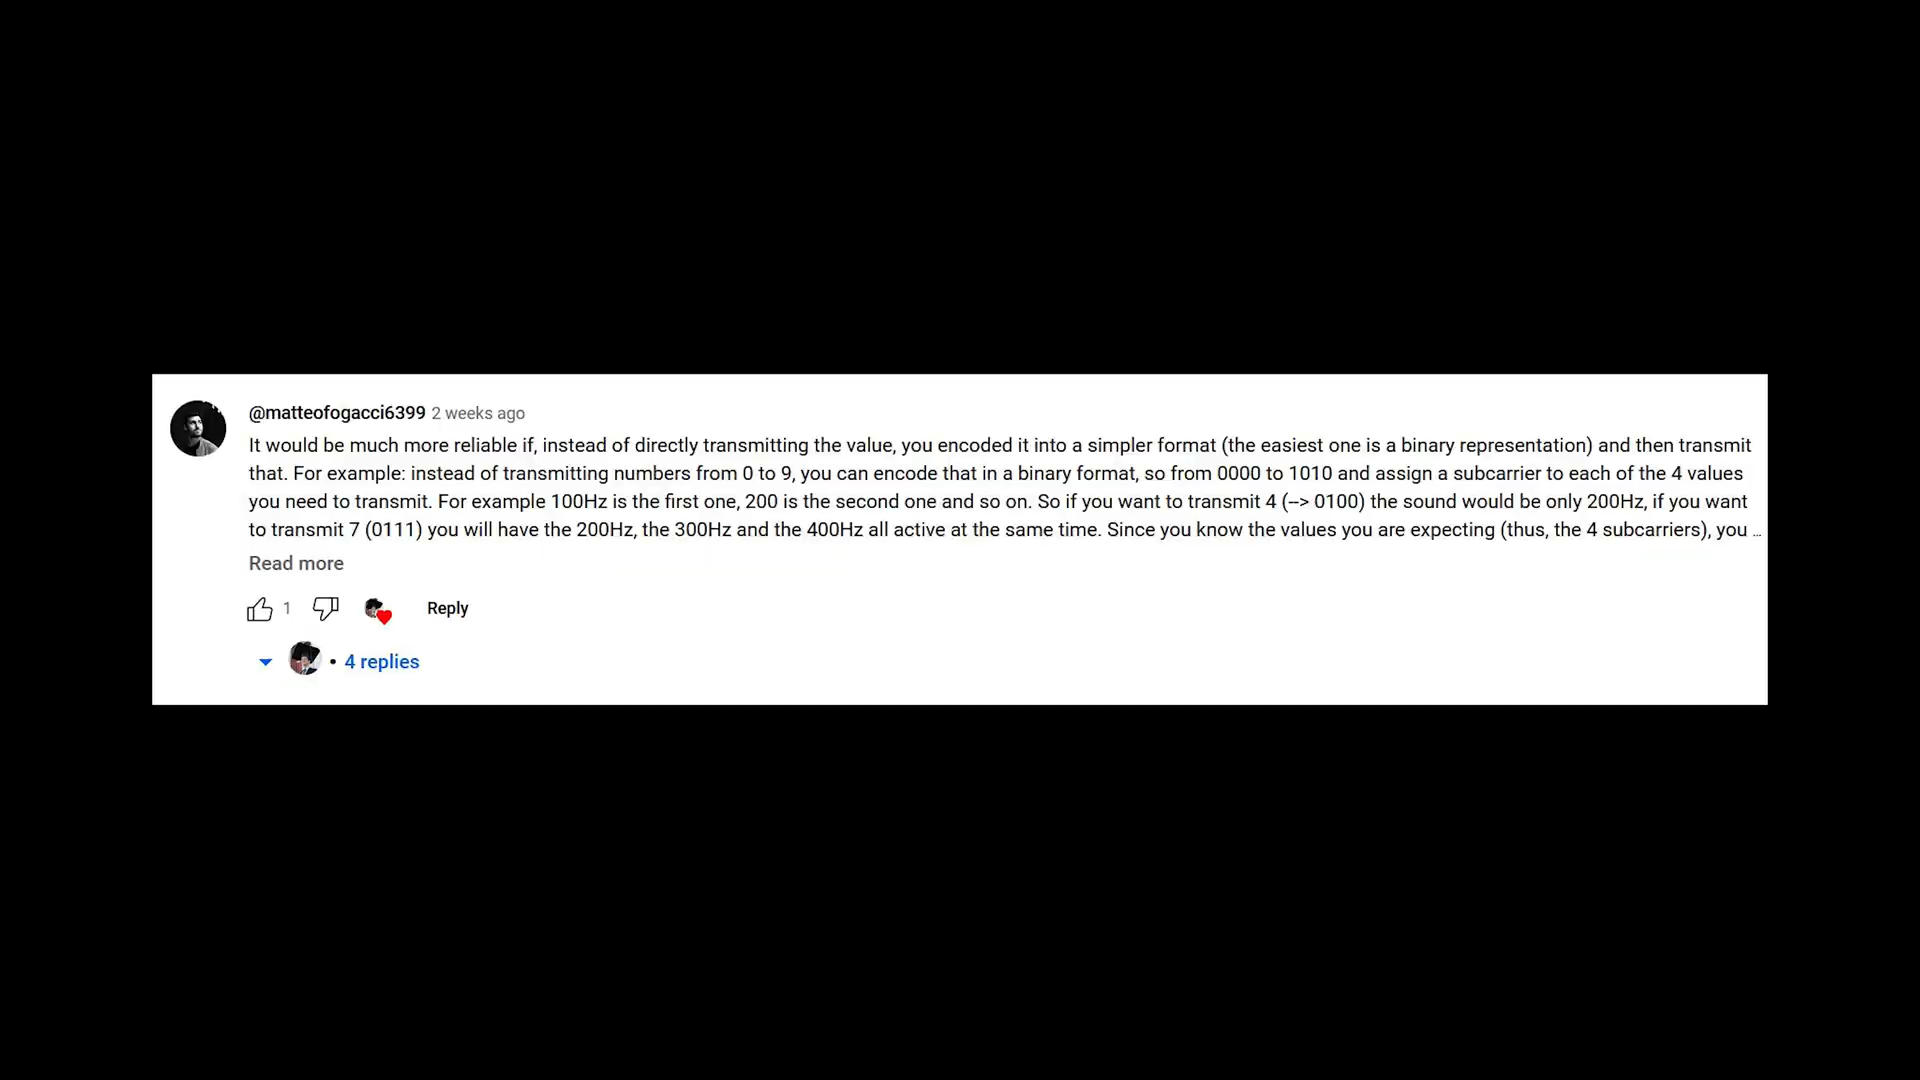 @matteofogacci6399 2 weeks ago
It would be much more reliable if, instead of directly transmitting the value, you encoded it into a simpler format (the easiest one is a binary representation) and then transmit
that. For example: instead of transmitting numbers from 0 to 9, you can encode that in a binary format, so from 0000 to 1010 and assign a subcarrier to each of the 4 values
you need to transmit. For example 100Hz is the first one, 200 is the second one and so on. So if you want to transmit 4 (--> 0100) the sound would be only 200Hz, if you want
to transmit 7 (0111) you will have the 200Hz, the 300Hz and the 400Hz all active at the same time. Since you know the values you are expecting (thus, the 4 subcarriers), you ...
Read more
1 Reply
• 4 replies